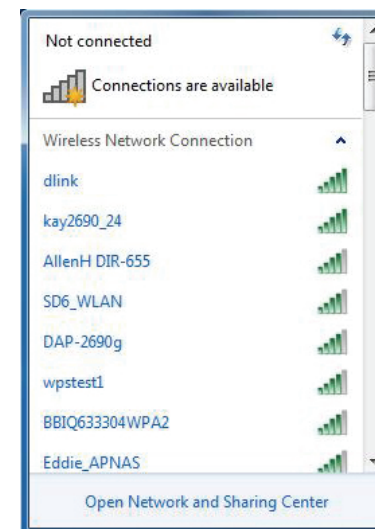 Not connected
Connections are available
Wireless Network Connection
dlink
kay2690_24
AllenH DIR-655
SD6_WLAN
DAP-2690g
wpstest1
BBIQ633304WPA2
Eddie_APNAS
Open Network and Sharing Center